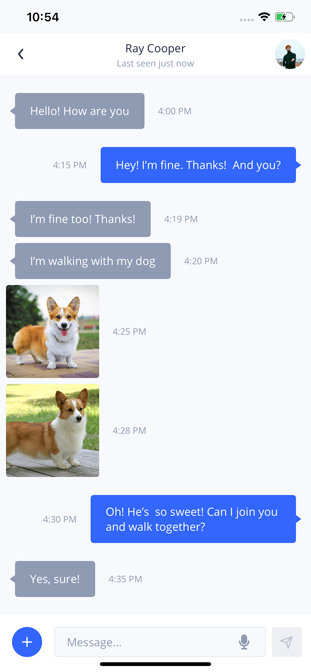 10:54
Ray Cooper
Last seen just now
Hello! How are you
4:00 PM
4:15 PM
Hey! I'm fine. Thanks!  And you?
I'm fine too! Thanks!
4:19 PM
I'm walking with my dog
4:20 PM
4:25 PM
4:28 PM
4:30 PM
Oh! He's  so sweet! Can I join you
and walk together?
Yes, sure!
4:35 PM
Message...